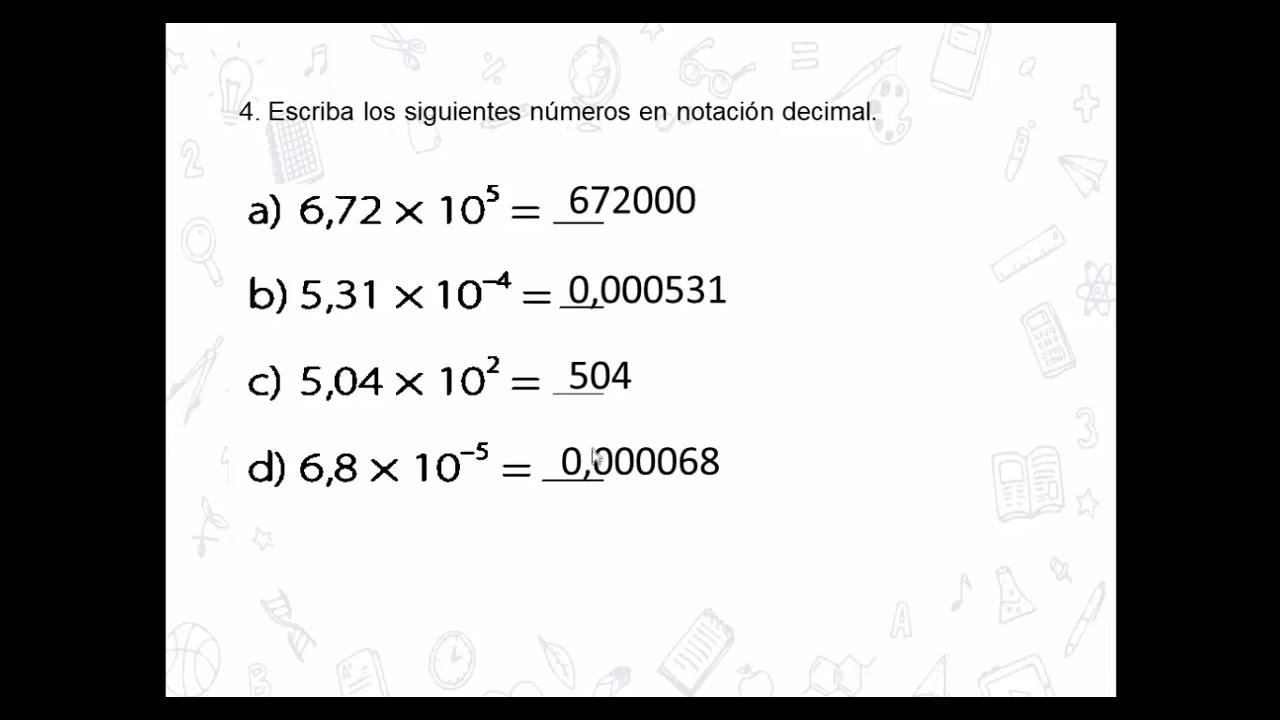 4. Escriba los siguientes números en notación decimal.
a) 6,72 × 10⁵ = 672000
b) 5,31 × 10⁻⁴ = 0,000531
c) 5,04 × 10² = 504
d) 6,8 × 10⁻⁵ = 0,000068